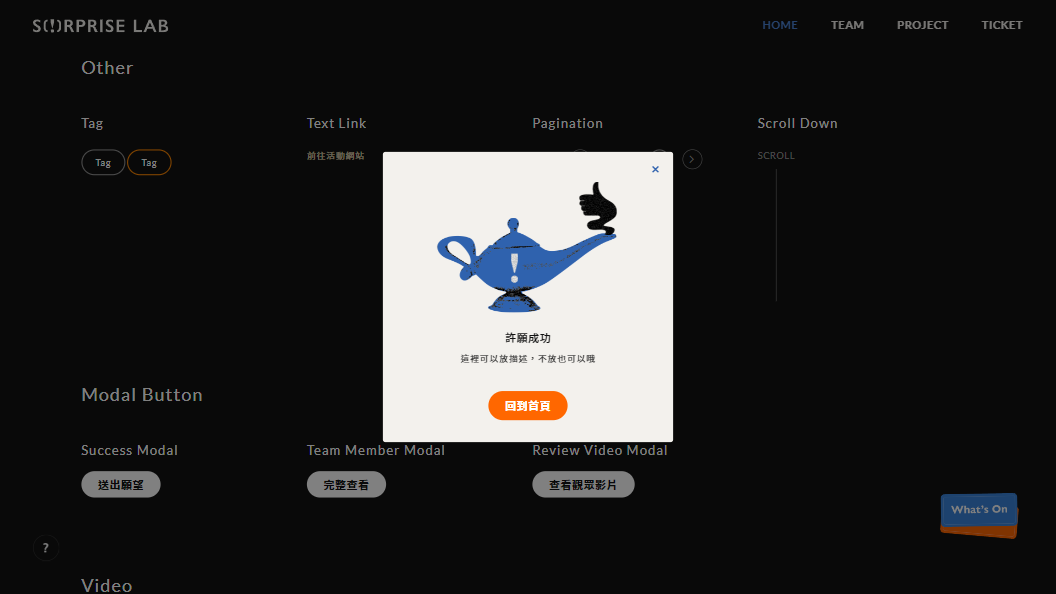 S(!)RPRISE LAB
HOME TEAM PROJECT TICKET
Other
Tag Text Link Pagination Scroll Down
Tag Tag 前往活動網站 SCROLL
×
!
許願成功
這裡可以放描述，不放也可以哦
回到首頁
Modal Button
Success Modal Team Member Modal Review Video Modal
送出願望 完整查看 查看觀眾影片
What's On
?
Video